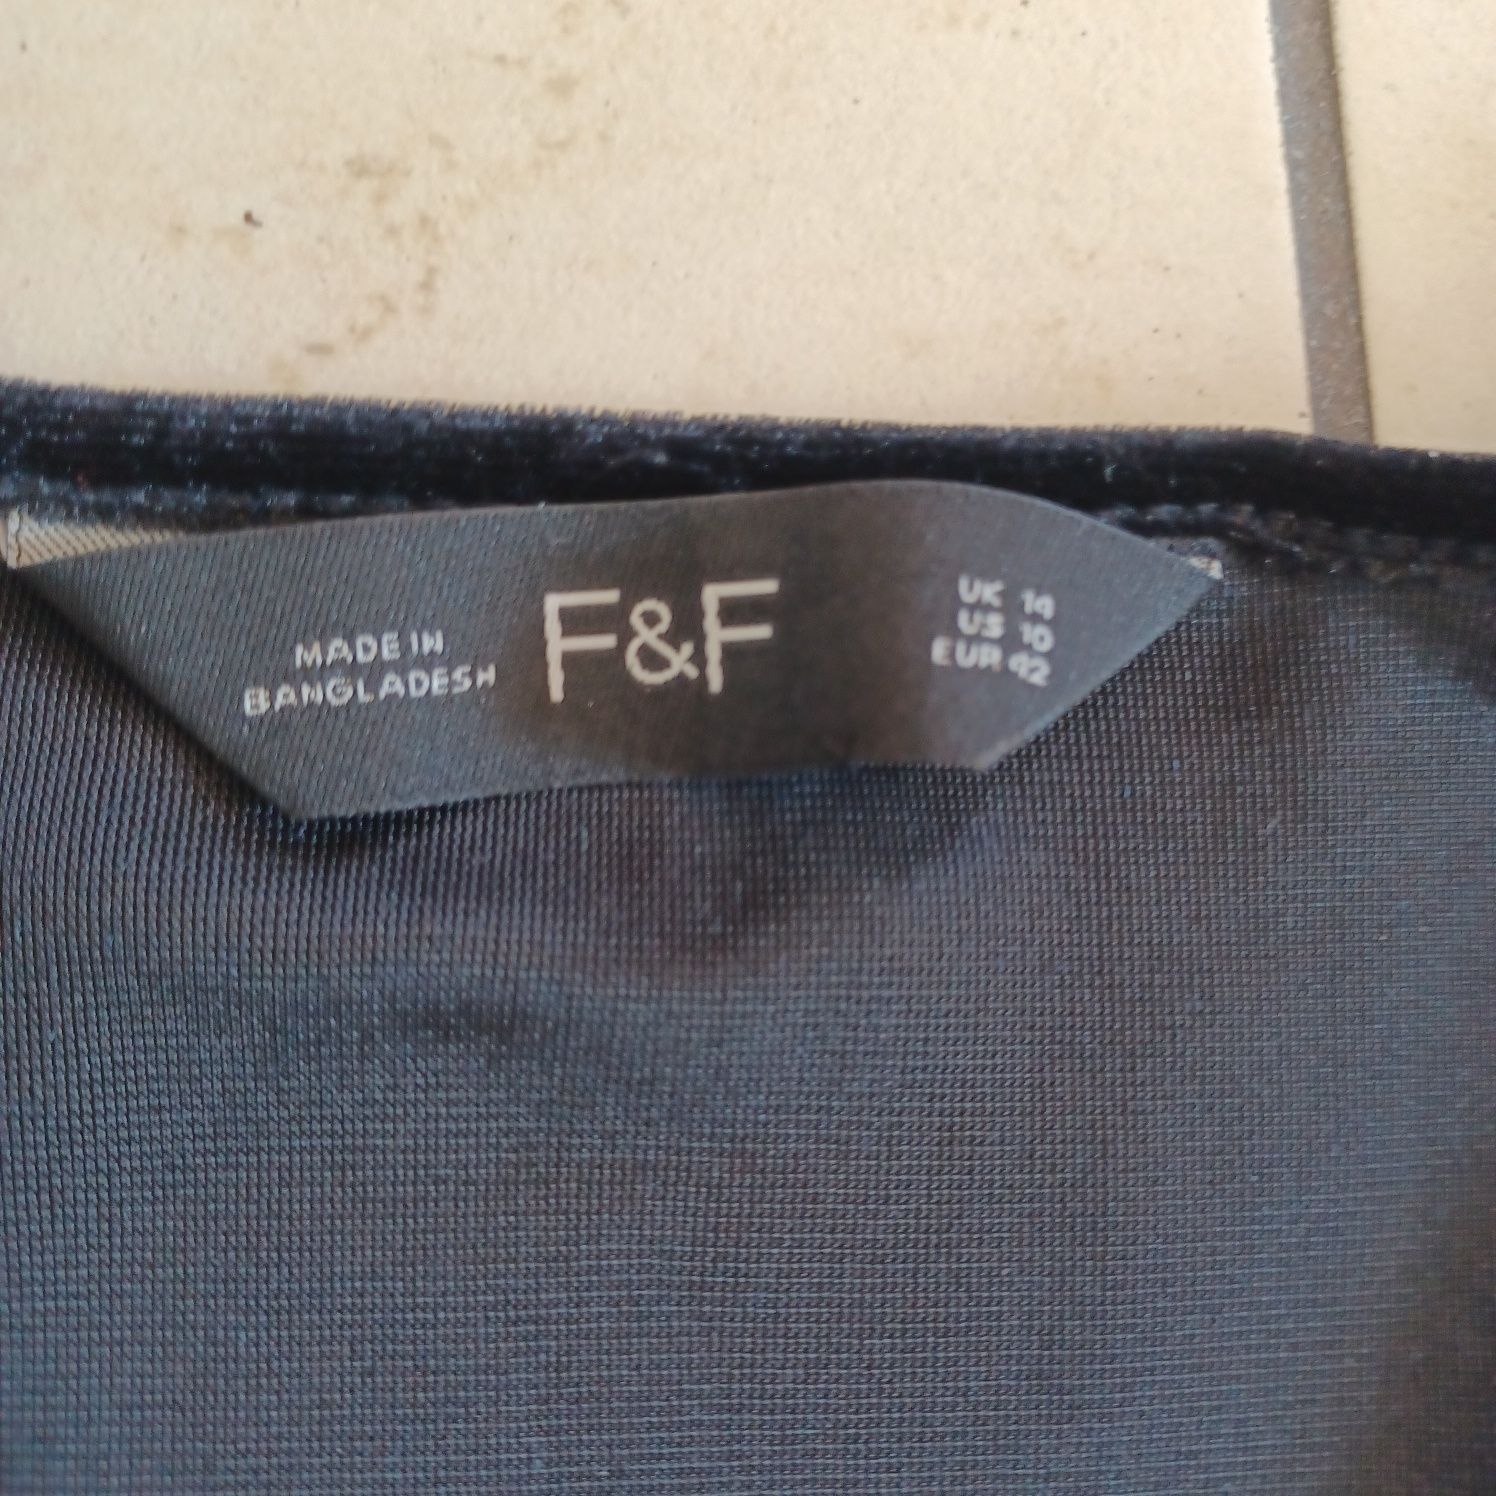 MADE IN
BANGLADESH
F&F
UK 14
US 10
EUR 42